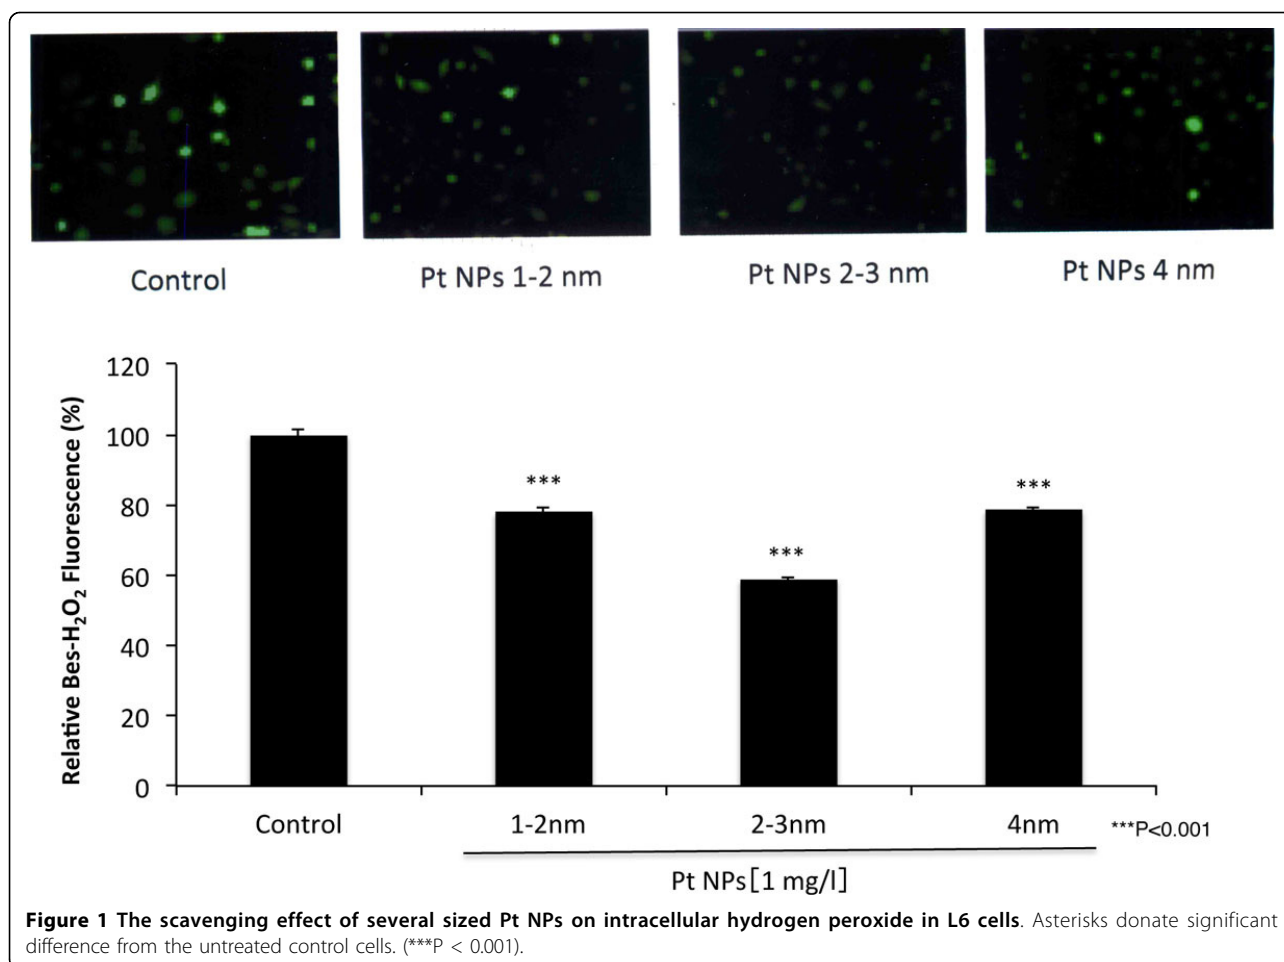 Control
Pt NPs 1-2 nm
Pt NPs 2-3 nm
Pt NPs 4 nm
Relative Bes-H₂O₂ Fluorescence (%)
120
100
80
60
40
20
0
***
***
***
Control
1-2nm
2-3nm
4nm
***P<0.001
Pt NPs[1 mg/l]
Figure 1 The scavenging effect of several sized Pt NPs on intracellular hydrogen peroxide in L6 cells. Asterisks donate significant
difference from the untreated control cells. (***P < 0.001).